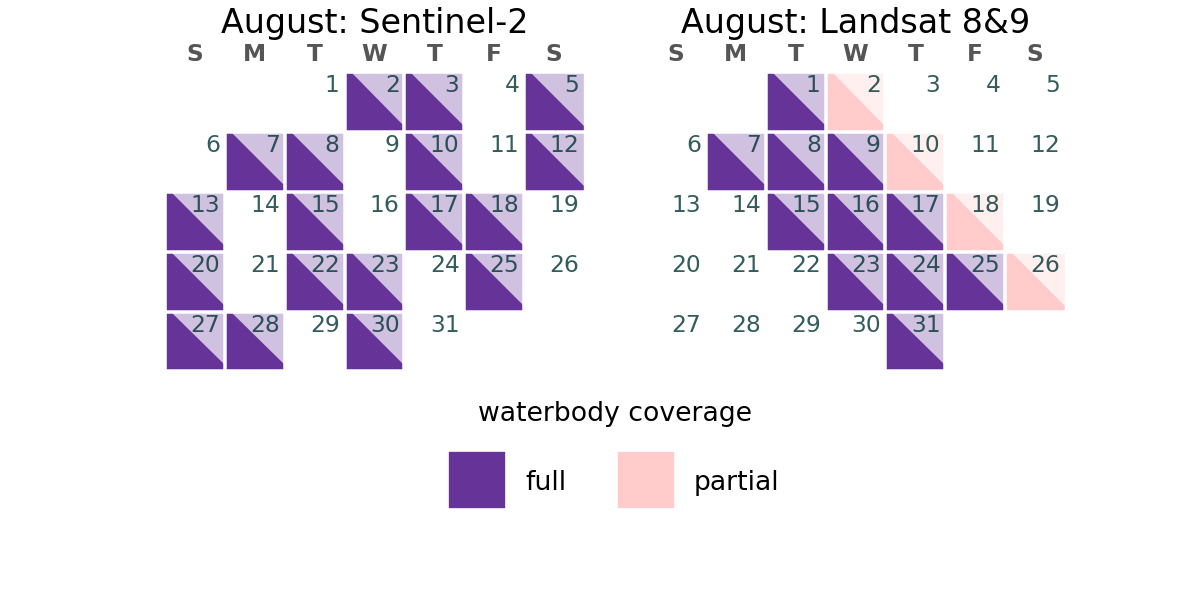 August: Sentinel-2
S M T W T F S
1 2 3 4 5
6 7 8 9 10 11 12
13 14 15 16 17 18 19
20 21 22 23 24 25 26
27 28 29 30 31
August: Landsat 8&9
S M T W T F S
1 2 3 4 5
6 7 8 9 10 11 12
13 14 15 16 17 18 19
20 21 22 23 24 25 26
27 28 29 30 31
waterbody coverage
full partial